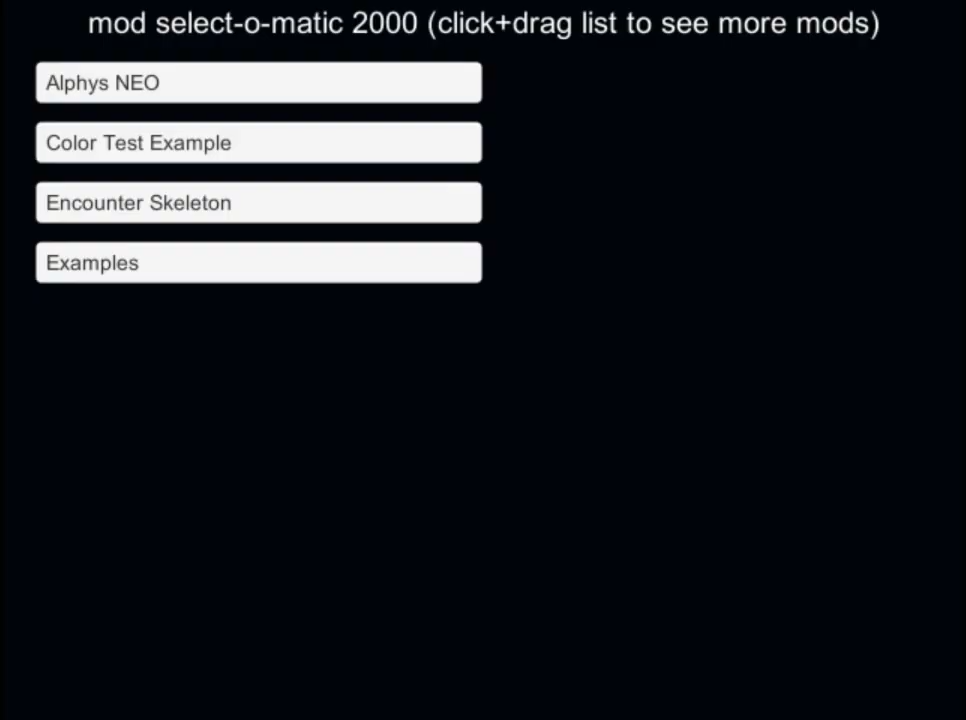 mod select-o-matic 2000 (click+drag list to see more mods)
Alphys NEO
Color Test Example
Encounter Skeleton
Examples